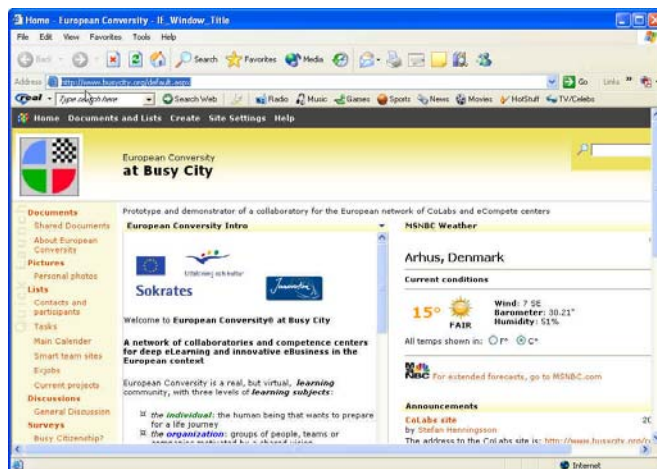 Home - European Conversity - IE_Window_Title
File Edit View Favorites Tools Help
Back Search Favorites Media
Address http://www.busycity.org/default.aspx Go Links
Real Search Web Radio Music Games Sports News Movies HotStuff TV/Celebs
Home Documents and Lists Create Site Settings Help
European Conversity
at Busy City
Quick Launch
Documents
Shared Documents
About European
Conversity
Pictures
Personal photos
Lists
Contacts and
participants
Tasks
Main Calender
Smart team sites
Current projects
Discussions
General Discussion
Surveys
Busy Citizenship?
Prototype and demonstrator of a collaboratory for the European network of CoLabs and eCompete centers
European Conversity Intro
Utbildning och kultur
Sokrates
Welcome to European Conversity® at Busy City
A network of collaboratories and competence centers
for deep eLearning and innovative eBusiness in the
European context
European Conversity is a real, but virtual, learning
community, with three levels of learning subjects:
the individual: the human being that wants to prepare
for a life journey
the organization: groups of people, teams or
MSNBC Weather
Arhus, Denmark
Current conditions
15°
FAIR
Wind: 7 SE
Barometer: 30.21"
Humidity: 51%
All temps shown in: F° C°
NBC For extended forecasts, go to MSNBC.com
Announcements
CoLabs site
by Stefan Henningsson
The address to the CoLabs site is:
Internet